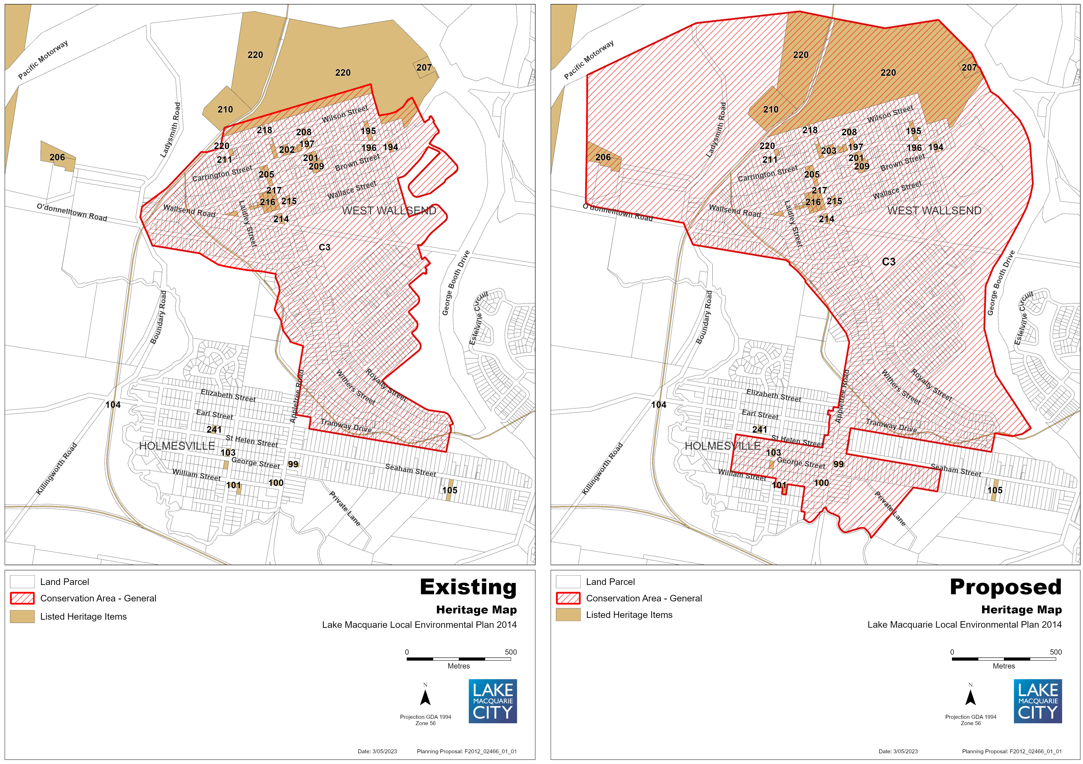 Pacific Motorway
220
220
207
210
Ladysmith Road
Wilson Street
218
208
195
197
220
202
196
194
211
201
Brown Street
209
Carrington Street
205
217
Wallace Street
206
216
215
O'donnelltown Road
Wallsend Road
Laidley Street
214
WEST WALLSEND
C3
George Booth Drive
Estelville Circuit
Boundary Road
Appletree Road
Withers Street
Royalty Street
Elizabeth Street
104
Earl Street
Tramway Drive
241
St Helen Street
HOLMESVILLE
103
George Street
99
Seaham Street
Killingworth Road
William Street
101
100
105
Private Lane
Land Parcel
Conservation Area - General
Listed Heritage Items
Existing
Heritage Map
Lake Macquarie Local Environmental Plan 2014
0
500
Metres
N
Projection GDA 1994
Zone 56
LAKE
MACQUARIE
CITY
Date: 3/05/2023
Planning Proposal: F2012_02466_01_01
Pacific Motorway
220
220
207
210
Ladysmith Road
Wilson Street
218
208
195
197
220
203
196
194
211
201
Brown Street
209
Carrington Street
205
217
Wallace Street
206
216
215
O'donnelltown Road
Wallsend Road
Laidley Street
214
WEST WALLSEND
C3
George Booth Drive
Estelville Circuit
Boundary Road
Appletree Road
Withers Street
Royalty Street
Elizabeth Street
104
Earl Street
Tramway Drive
241
St Helen Street
HOLMESVILLE
103
George Street
99
Seaham Street
Killingworth Road
William Street
101
100
105
Private Lane
Land Parcel
Conservation Area - General
Listed Heritage Items
Proposed
Heritage Map
Lake Macquarie Local Environmental Plan 2014
0
500
Metres
N
Projection GDA 1994
Zone 56
LAKE
MACQUARIE
CITY
Date: 3/05/2023
Planning Proposal: F2012_02466_01_01